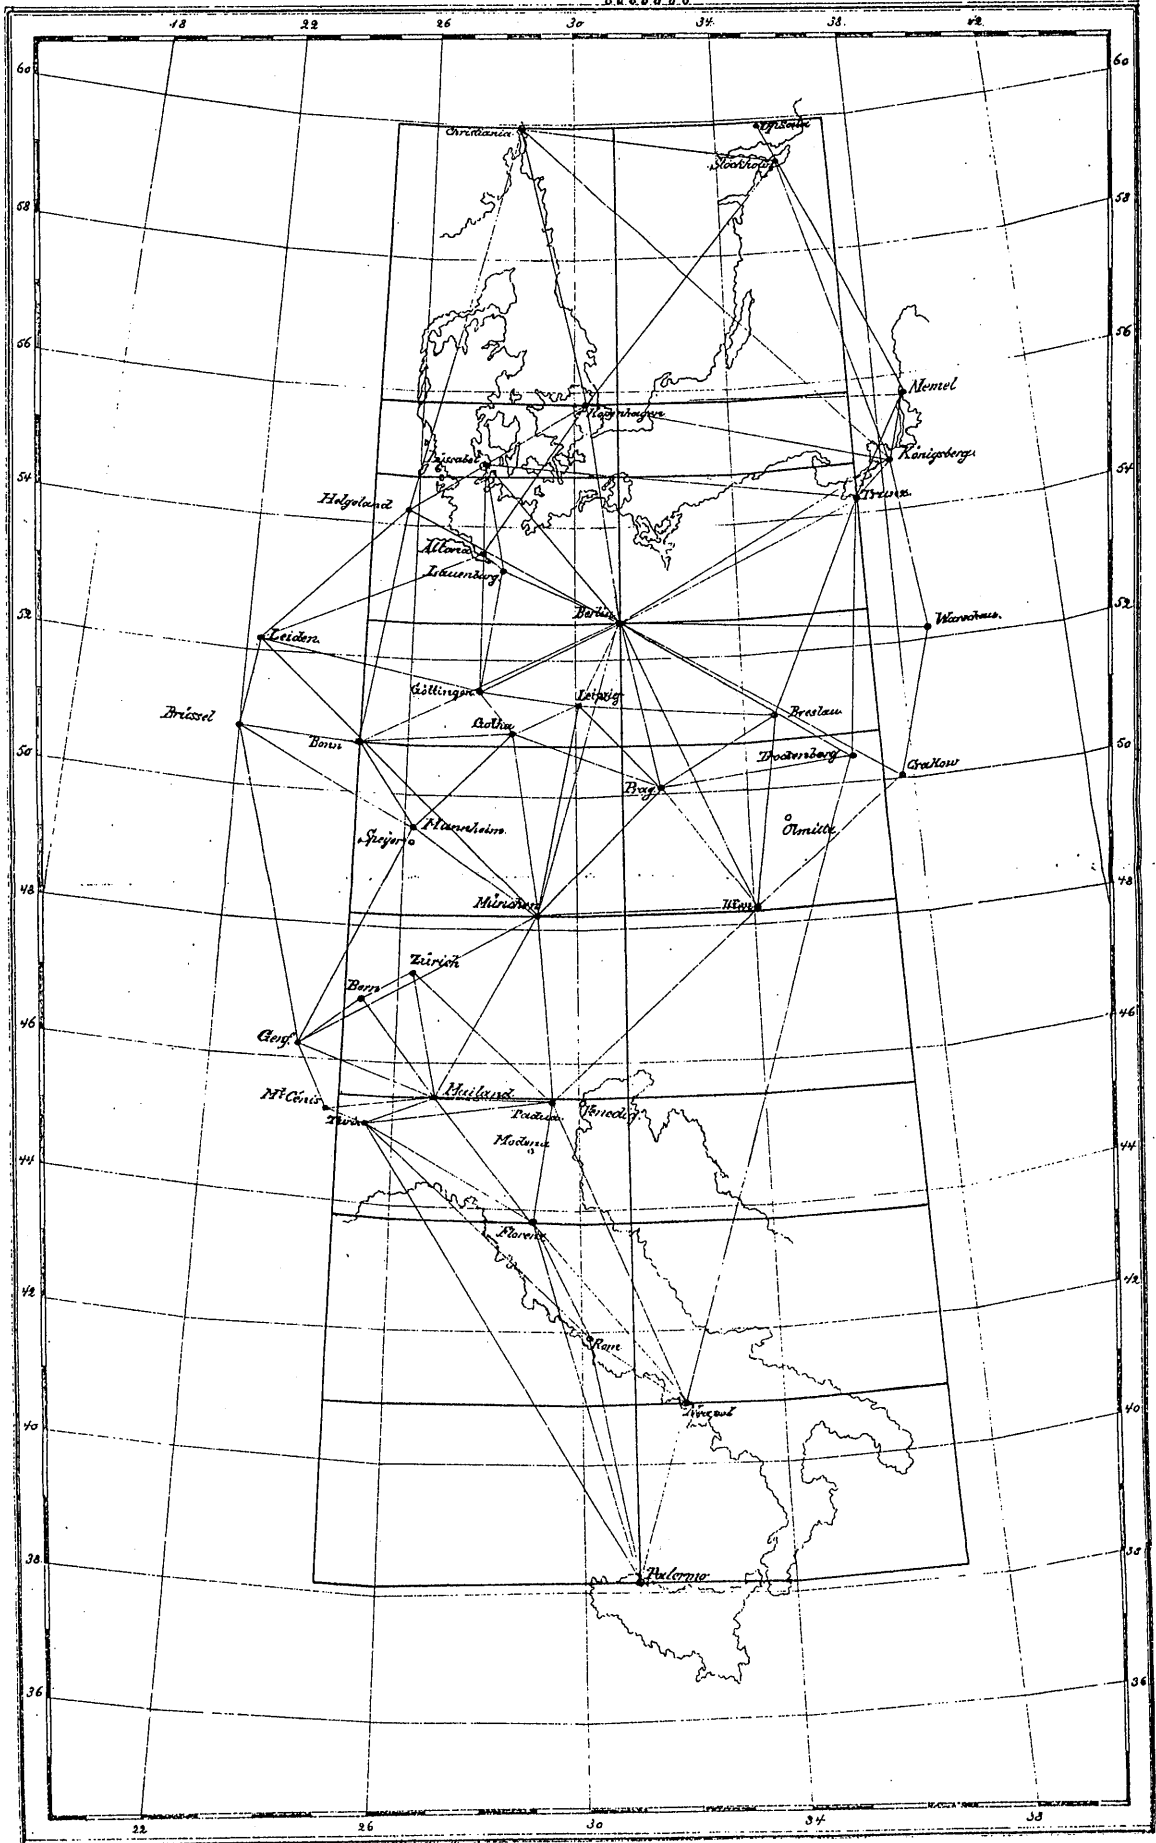 18 22 26 30 34 38 42
60 60
Christiania
Upsala
Stockholm
58 58
56 56
Memel
Kopenhagen
Königsberg
54 54
Trunz
Helgoland
Altona
Lauenburg
52 52
Berlin
Warschau
Leiden
Göttingen
Leipzig
Brüssel
Breslau
Gotha
Bonn
50 50
Trockenberg
Crakow
Prag
Mannheim
Olmütz
Speyer
48 48
München
Wien
Zürich
Bern
46 46
Genf
Mt Cénis
Mailand
Turin
Padua
Venedig
Modena
44 44
Florenz
42 42
Rom
40 40
Neapel
38 38
Palermo
36 36
22 26 30 34 38